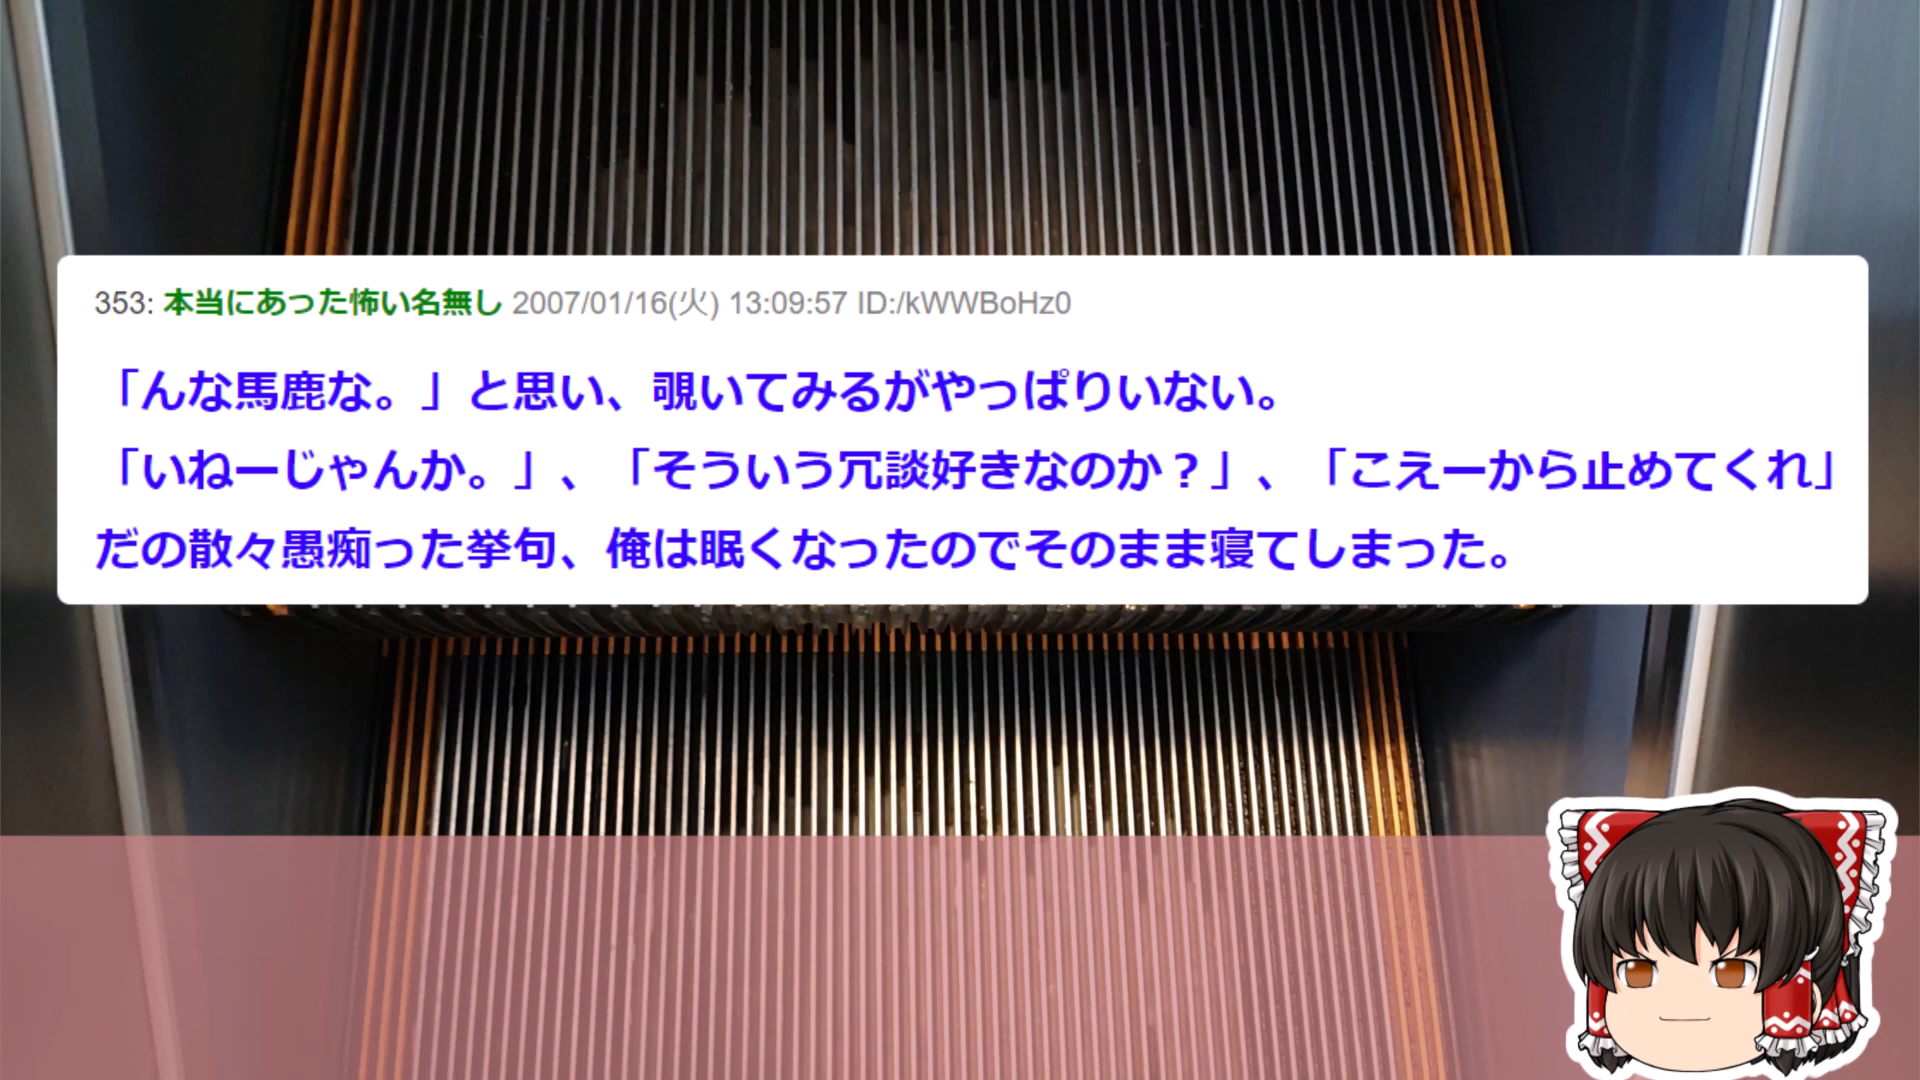 353: 本当にあった怖い名無し 2007/01/16(火) 13:09:57 ID:/kWWBoHz0
「んな馬鹿な。」と思い、覗いてみるがやっぱりいない。
「いねーじゃんか。」、「そういう冗談好きなのか？」、「こえーから止めてくれ」
だの散々愚痴った挙句、俺は眠くなったのでそのまま寝てしまった。